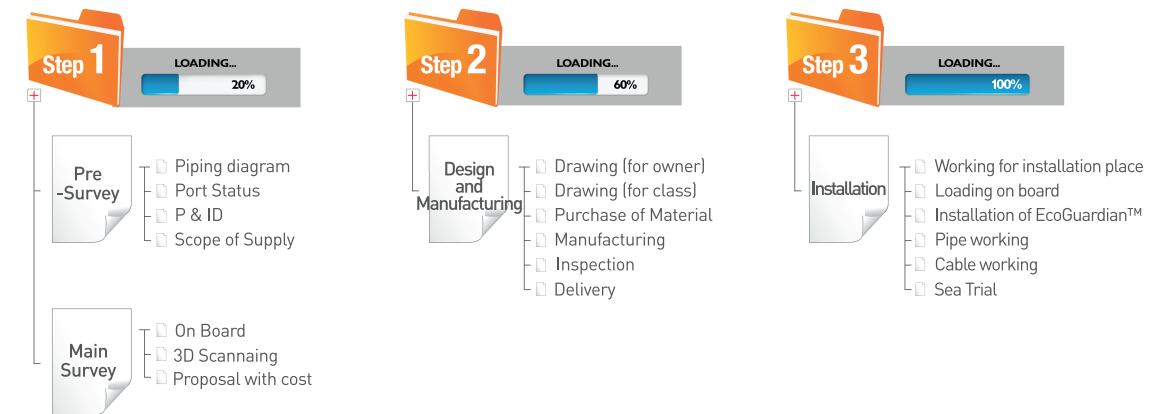 Step 1
LOADING...
20%
Pre
-Survey
Piping diagram
Port Status
P & ID
Scope of Supply
Main
Survey
On Board
3D Scannaing
Proposal with cost
Step 2
LOADING...
60%
Design
and
Manufacturing
Drawing (for owner)
Drawing (for class)
Purchase of Material
Manufacturing
Inspection
Delivery
Step 3
LOADING...
100%
Installation
Working for installation place
Loading on board
Installation of EcoGuardian™
Pipe working
Cable working
Sea Trial